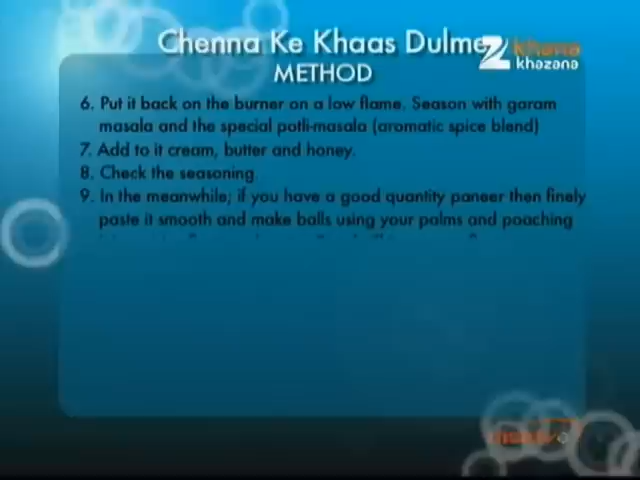 Chenna Ke Khaas Dulme
Z khana khazana
METHOD
6. Put it back on the burner on a low flame. Season with garam
masala and the special potli-masala (aromatic spice blend)
7. Add to it cream, butter and honey.
8. Check the seasoning
9. In the meanwhile; if you have a good quantity paneer then finely
paste it smooth and make balls using your palms and poaching